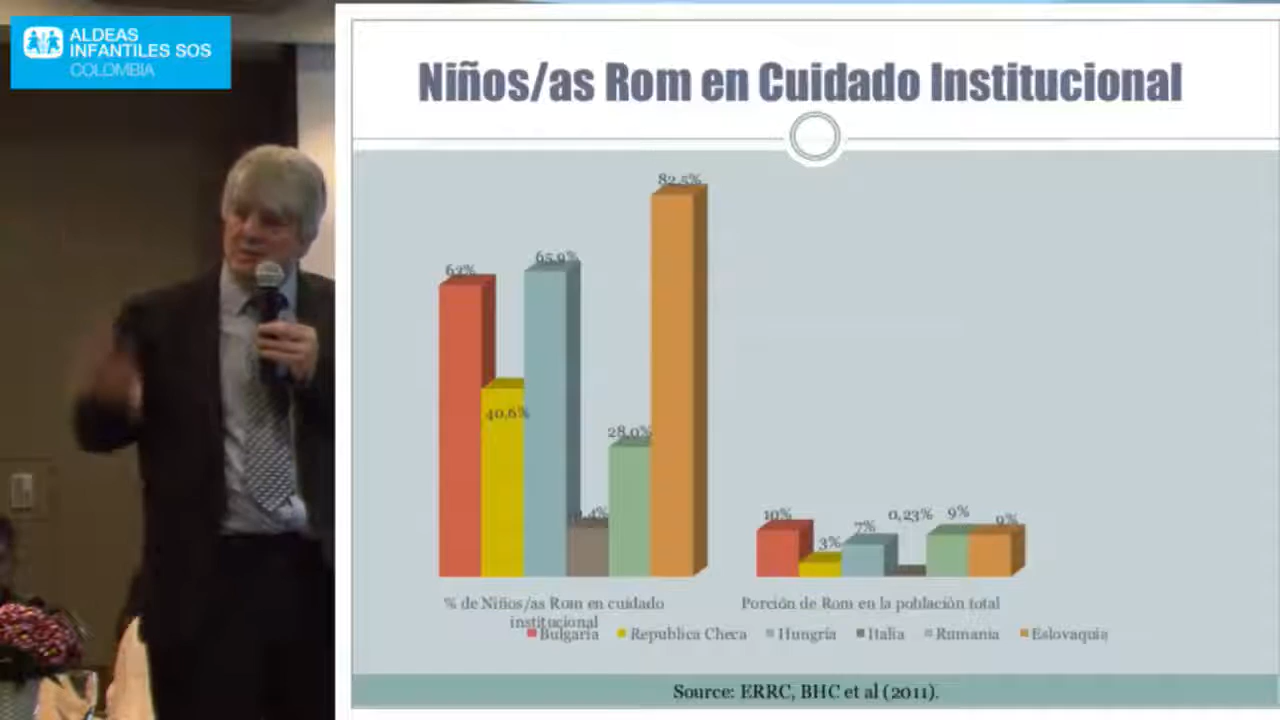 ALDEAS
INFANTILES SOS
COLOMBIA
Niños/as Rom en Cuidado Institucional
82,5%
65,9%
63%
40,6%
28,0%
10%
3%
7%
0,23%
9%
9%
% de Niños/as Rom en cuidado
institucional
Porción de Rom en la población total
Bulgaria Republica Checa Hungría Italia Rumania Eslovaquia
Source: ERRC, BHC et al (2011).